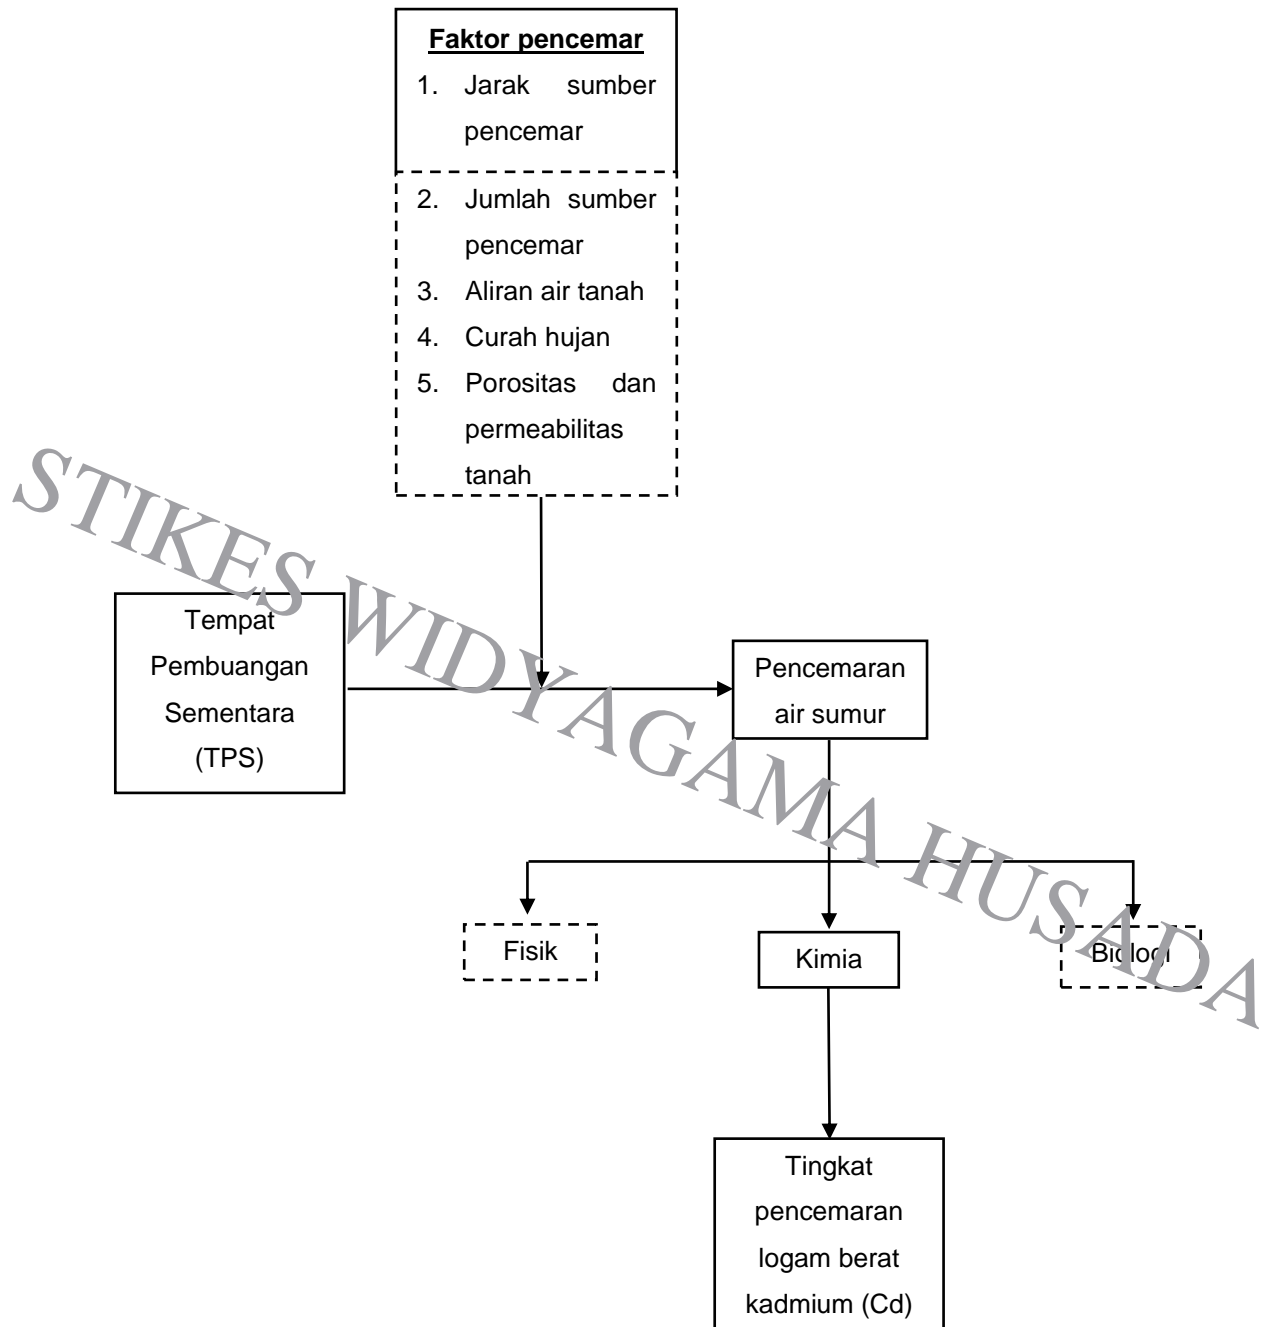 Faktor pencemar
1. Jarak sumber
pencemar
2. Jumlah sumber
pencemar
3. Aliran air tanah
4. Curah hujan
5. Porositas dan
permeabilitas
tanah
STIKES WIDYAGAMA HUSADA
Tempat
Pembuangan
Sementara
(TPS)
Pencemaran
air sumur
Fisik
Kimia
Biologi
Tingkat
pencemaran
logam berat
kadmium (Cd)